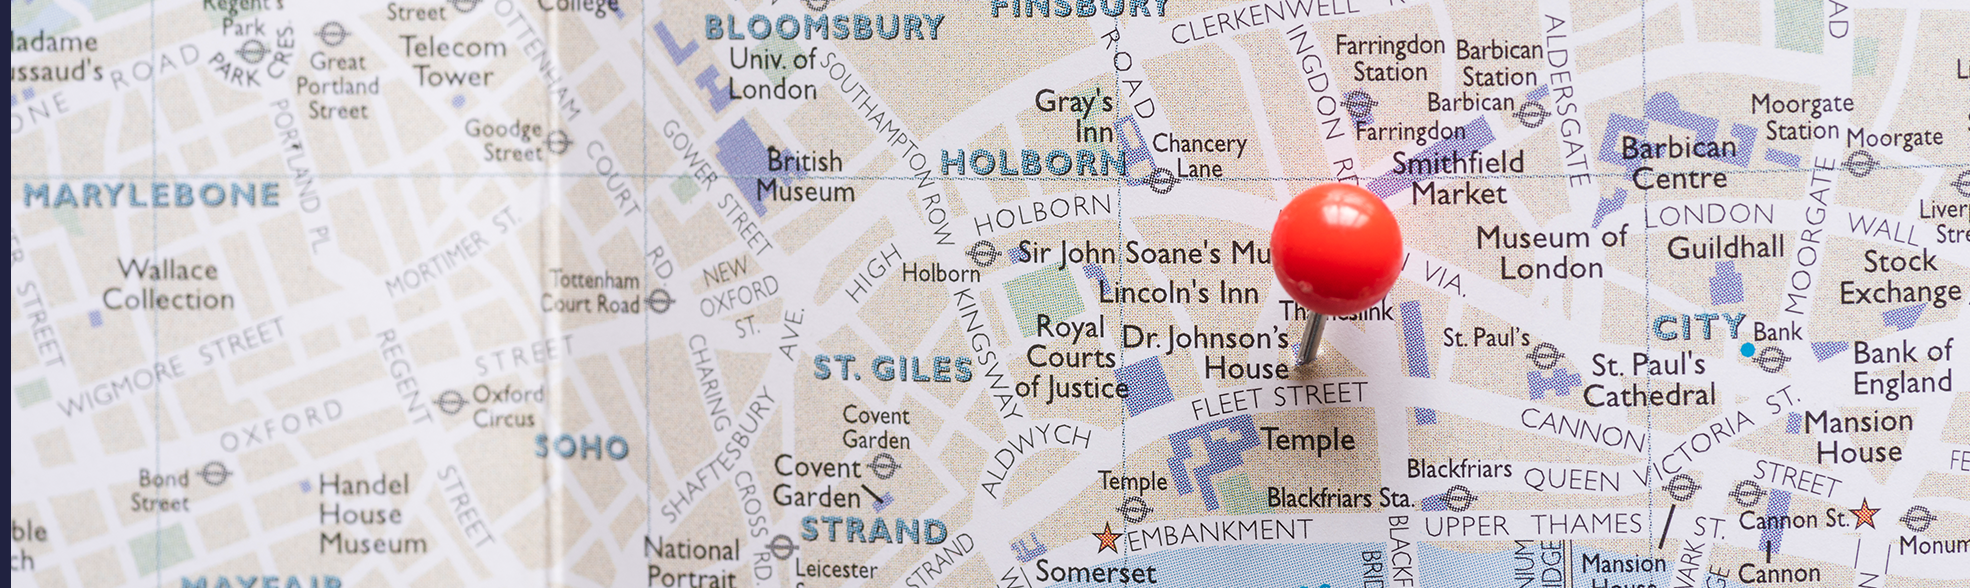 Regent's
Park
PARK
CRES.
Great
Portland
Street
Street
Telecom
Tower
College
BLOOMSBURY
Univ. of
London
FINSBURY
ROAD
CLERKENWELL
Farringdon
Station
Barbican
Station
Barbican
Farringdon
ALDERSGATE
Moorgate
Station
Moorgate
ROAD
PORTLAND PL
Goodge
Street
TOTTENHAM
COURT
RD
GOWER STREET
British
Museum
SOUTHAMPTON ROW
Gray's
Inn
HOLBORN
Chancery
Lane
Smithfield
Market
Barbican
Centre
MARYLEBONE
MORTIMER ST.
HOLBORN
LONDON
WALL
MOORGATE
Museum of
London
Guildhall
Stock
Exchange
Wallace
Collection
Tottenham
Court Road
NEW
OXFORD
ST.
HIGH
Holborn
Sir John Soane's Mu
Lincoln's Inn
VIA.
KINGSWAY
STREET
WIGMORE STREET
REGENT
STREET
STREET
OXFORD
Oxford
Circus
CHARING
CROSS RD.
SHAFTESBURY
AVE.
ST. GILES
Royal
Courts
of Justice
Dr. Johnson's
House
FLEET STREET
St. Paul's
St. Paul's
Cathedral
CITY
Bank
Bank of
England
SOHO
Covent
Garden
Covent
Garden
ALDWYCH
Temple
Temple
CANNON
STREET
VICTORIA ST.
QUEEN
Mansion
House
Bond
Street
Handel
House
Museum
STRAND
STRAND
Blackfriars
Blackfriars Sta.
EMBANKMENT
UPPER THAMES
ST.
Cannon St.
National
Portrait
Leicester
Somerset
Mansion
Cannon
MAYFAIR